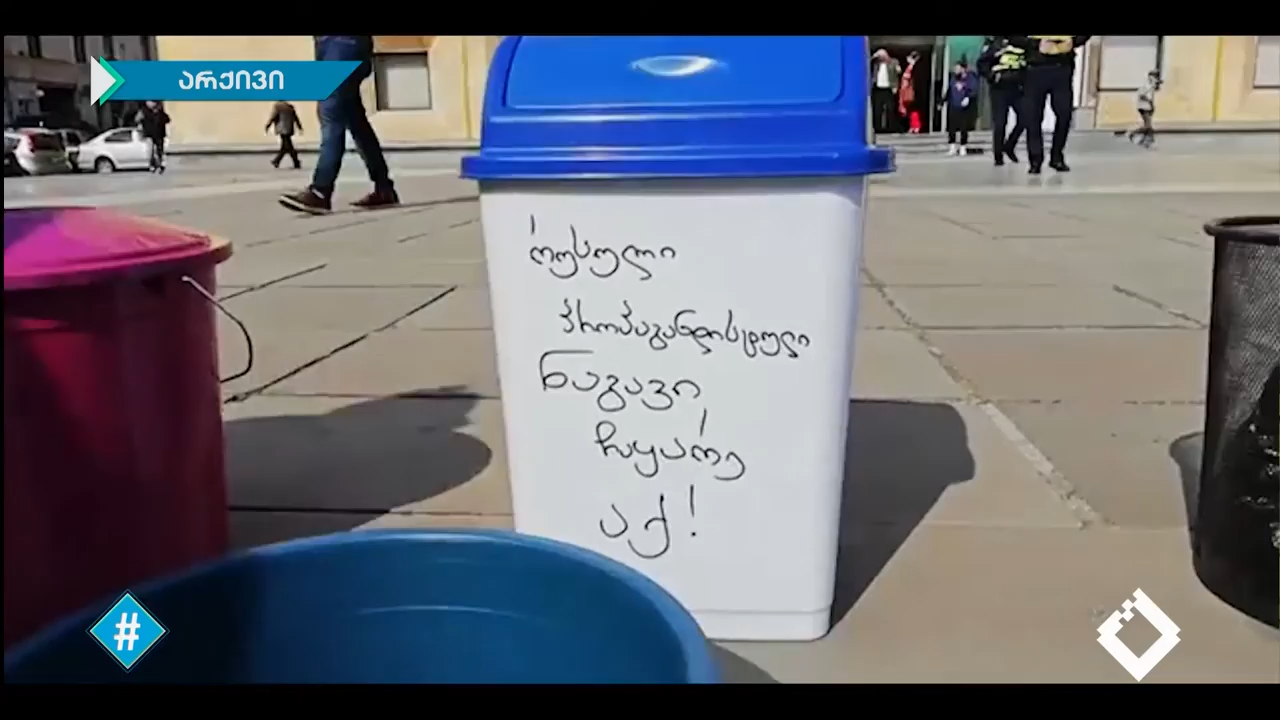 არქივი
რუსული
პროპაგანდისტული
ნაგავი
ჩაყარე
აქ!
#